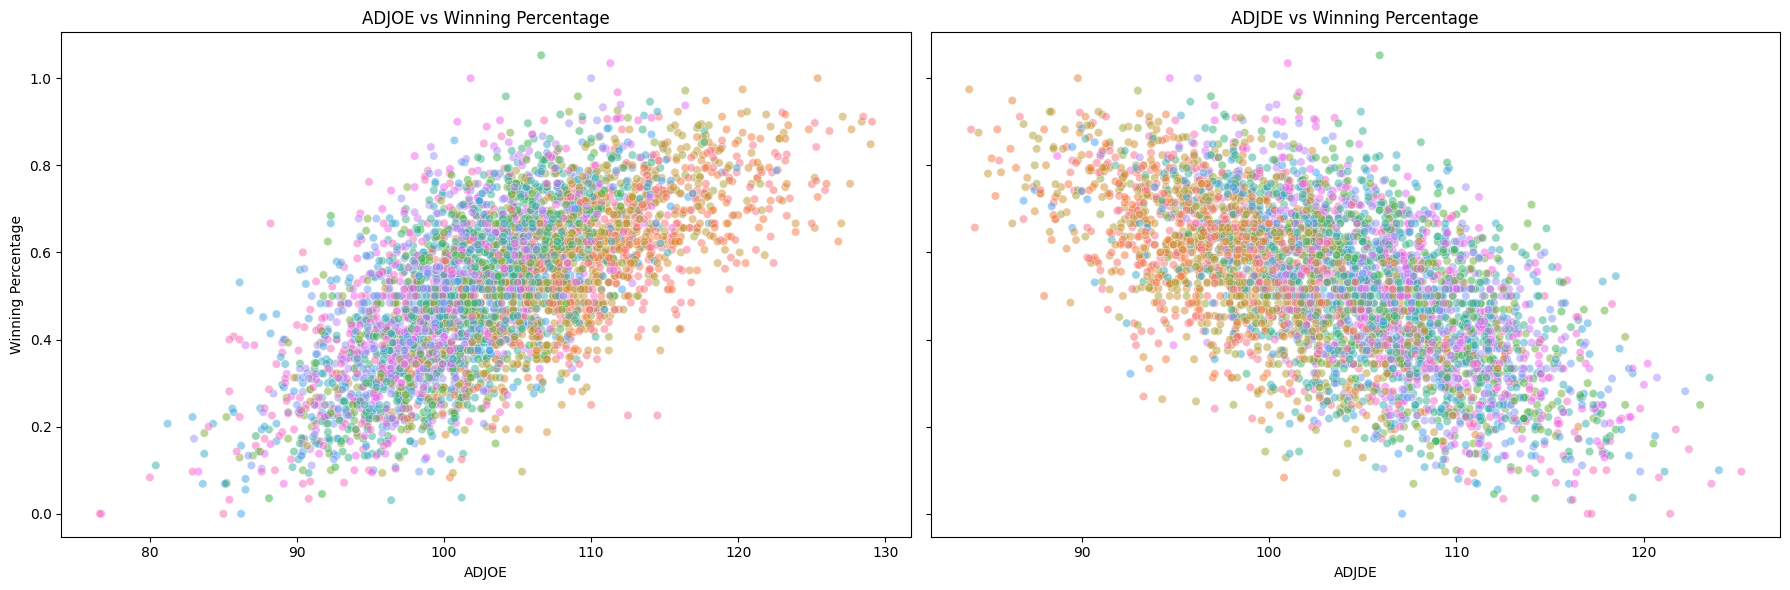 ADJOE vs Winning Percentage
ADJDE vs Winning Percentage
Winning Percentage
1.0
0.8
0.6
0.4
0.2
0.0
80 90 100 110 120 130
90 100 110 120
ADJOE
ADJDE